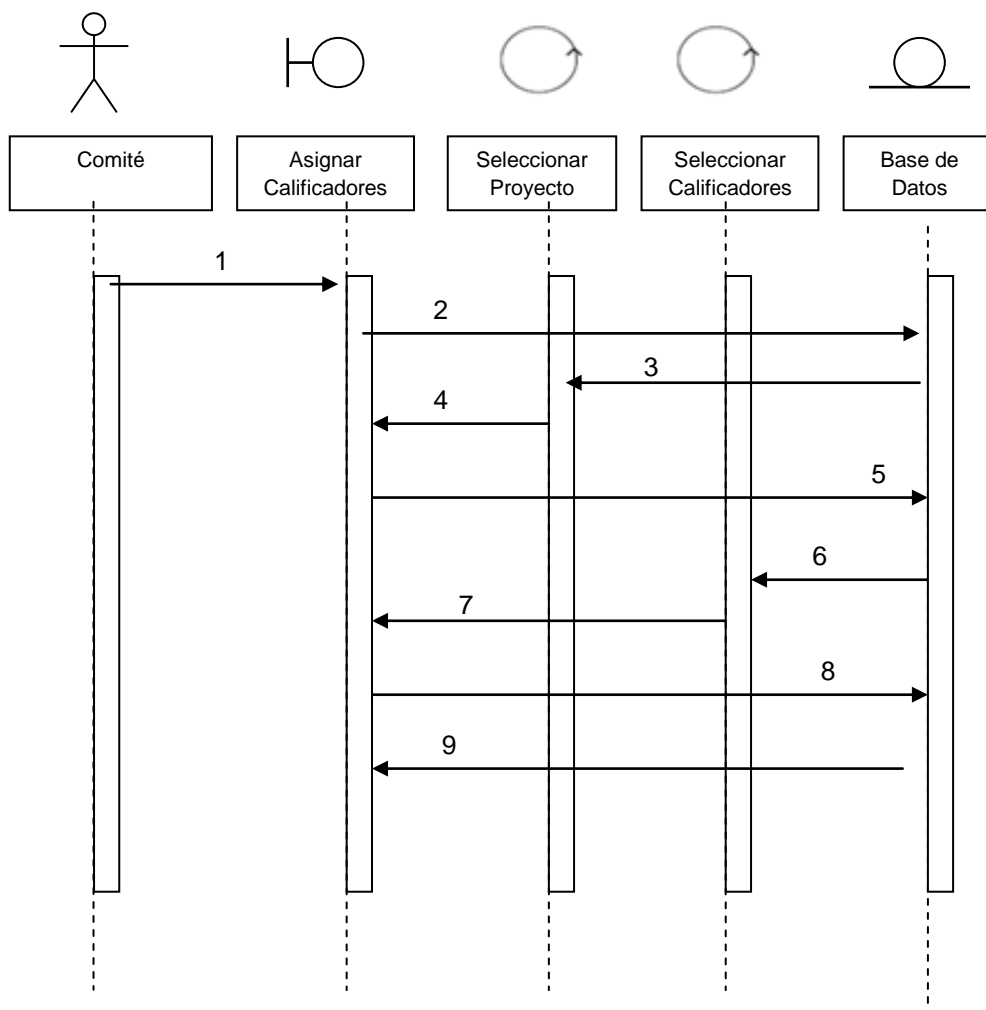 Comité
Asignar
Calificadores
Seleccionar
Proyecto
Seleccionar
Calificadores
Base de
Datos
1
2
3
4
5
6
7
8
9